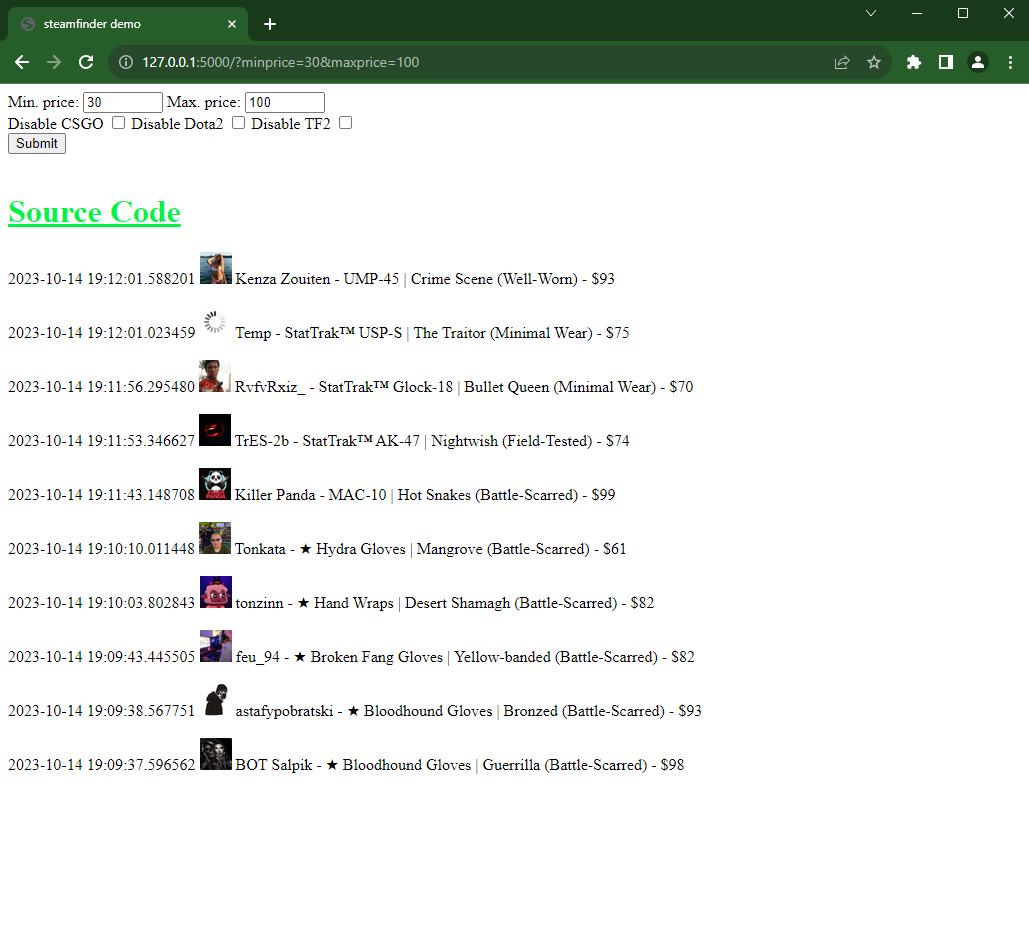 steamfinder demo
127.0.0.1:5000/?minprice=30&maxprice=100
Min. price: 30 Max. price: 100
Disable CSGO Disable Dota2 Disable TF2
Submit
Source Code
2023-10-14 19:12:01.588201 Kenza Zouiten - UMP-45 | Crime Scene (Well-Worn) - $93
2023-10-14 19:12:01.023459 Temp - StatTrak™ USP-S | The Traitor (Minimal Wear) - $75
2023-10-14 19:11:56.295480 RvfvRxiz_ - StatTrak™ Glock-18 | Bullet Queen (Minimal Wear) - $70
2023-10-14 19:11:53.346627 TrES-2b - StatTrak™ AK-47 | Nightwish (Field-Tested) - $74
2023-10-14 19:11:43.148708 Killer Panda - MAC-10 | Hot Snakes (Battle-Scarred) - $99
2023-10-14 19:10:10.011448 Tonkata - ★ Hydra Gloves | Mangrove (Battle-Scarred) - $61
2023-10-14 19:10:03.802843 tonzinn - ★ Hand Wraps | Desert Shamagh (Battle-Scarred) - $82
2023-10-14 19:09:43.445505 feu_94 - ★ Broken Fang Gloves | Yellow-banded (Battle-Scarred) - $82
2023-10-14 19:09:38.567751 astafypobratski - ★ Bloodhound Gloves | Bronzed (Battle-Scarred) - $93
2023-10-14 19:09:37.596562 BOT Salpik - ★ Bloodhound Gloves | Guerrilla (Battle-Scarred) - $98